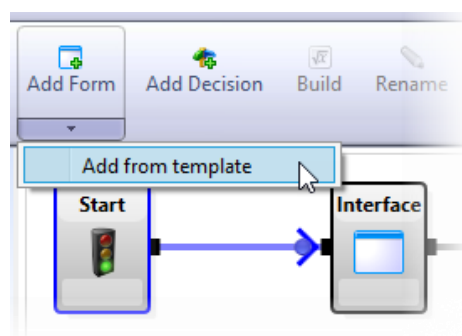 Add Form
Add Decision
Build
Rename
Add from template
Start
Interface